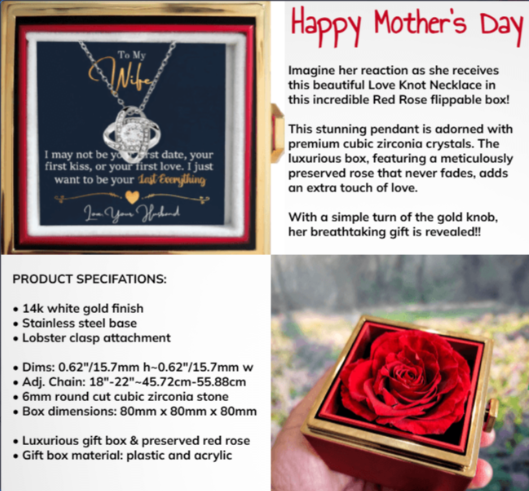 To My
Wife
I may not be yo rst date, your
first kiss, or your first love. I just
want to be your Last Everything
Love Your Husband
Happy Mother's Day
Imagine her reaction as she receives
this beautiful Love Knot Necklace in
this incredible Red Rose flippable box!
This stunning pendant is adorned with
premium cubic zirconia crystals. The
luxurious box, featuring a meticulously
preserved rose that never fades, adds
an extra touch of love.
With a simple turn of the gold knob,
her breathtaking gift is revealed!!
PRODUCT SPECIFATIONS:
• 14k white gold finish
• Stainless steel base
• Lobster clasp attachment
• Dims: 0.62"/15.7mm h~0.62"/15.7mm w
• Adj. Chain: 18"-22"~45.72cm-55.88cm
• 6mm round cut cubic zirconia stone
• Box dimensions: 80mm x 80mm x 80mm
• Luxurious gift box & preserved red rose
• Gift box material: plastic and acrylic